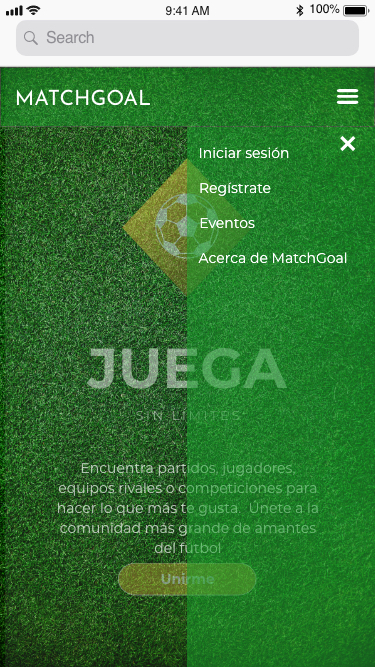 9:41 AM
100%
Search
MATCHGOAL
Iniciar sesión
Regístrate
Eventos
Acerca de MatchGoal
JUEGA
SIN LÍMITES
Encuentra partidos, jugadores,
equipos rivales o competiciones para
hacer lo que más te gusta. Únete a la
comunidad más grande de amantes
del fútbol
Unirme